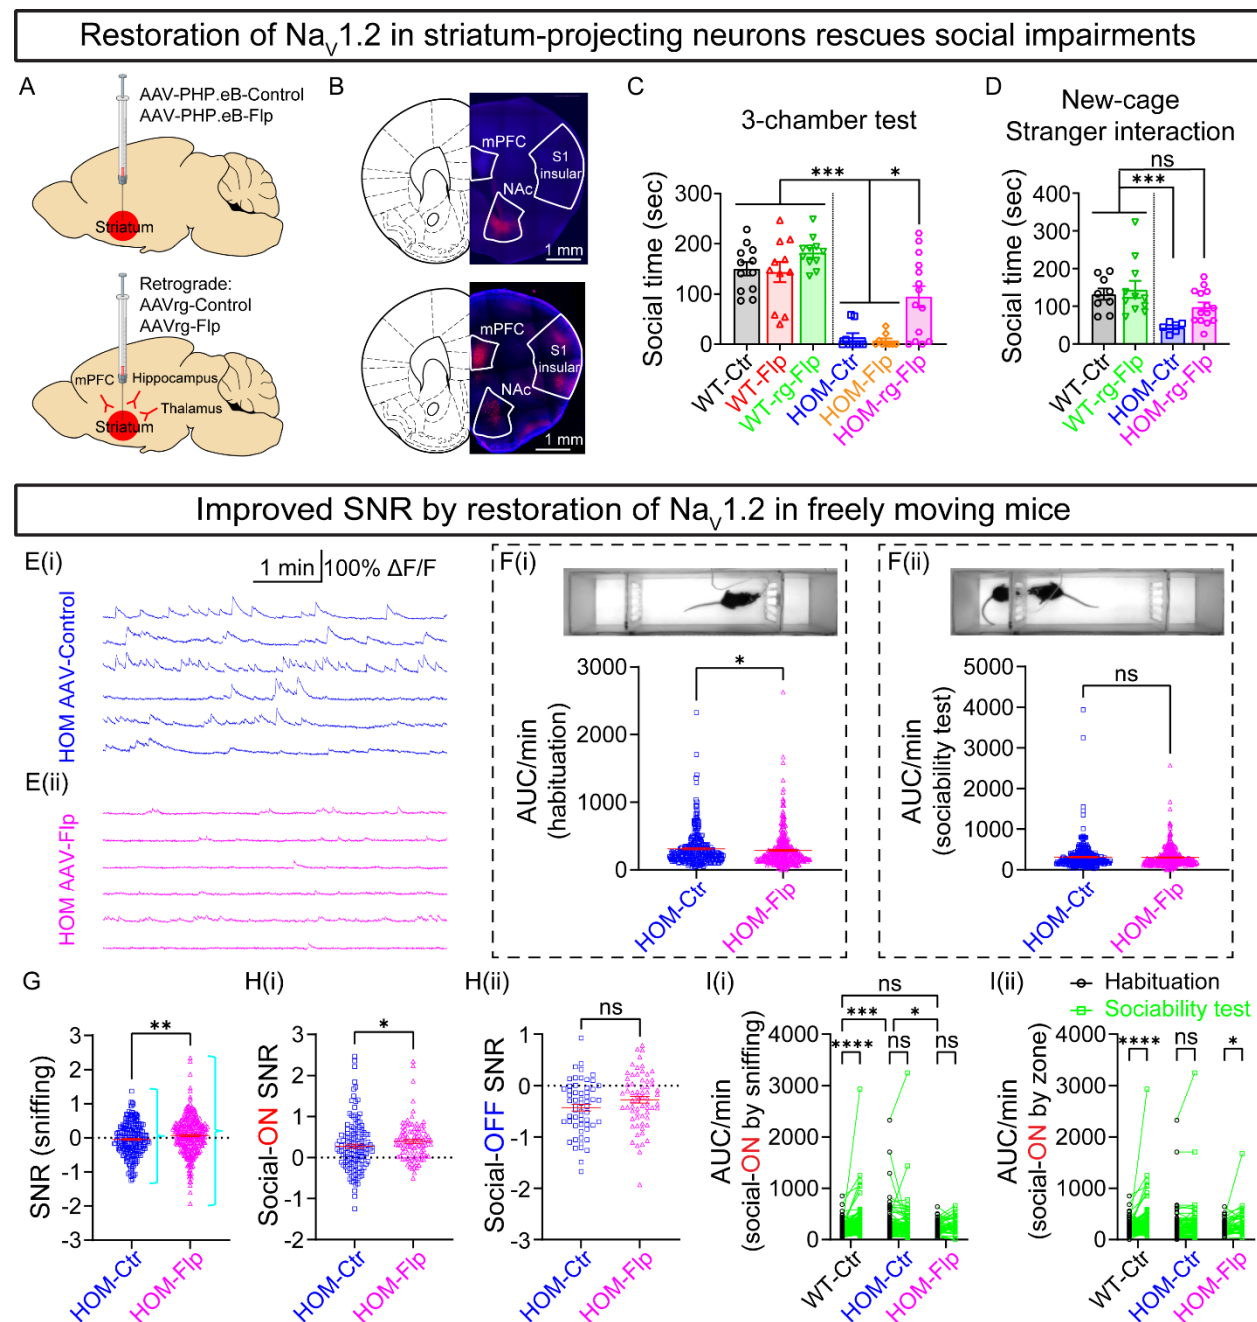 Restoration of NaV1.2 in striatum-projecting neurons rescues social impairments
A
AAV-PHP.eB-Control
AAV-PHP.eB-Flp
Striatum
Retrograde:
AAVrg-Control
AAVrg-Flp
mPFC
Hippocampus
Thalamus
Striatum
B
mPFC
S1
insular
NAc
1 mm
mPFC
S1
insular
NAc
1 mm
C
3-chamber test
***
*
Social time (sec)
300
200
100
0
WT-Ctr
WT-Flp
WT-rg-Flp
HOM-Ctr
HOM-Flp
HOM-rg-Flp
D
New-cage
Stranger interaction
ns
***
Social time (sec)
400
300
200
100
0
WT-Ctr
WT-rg-Flp
HOM-Ctr
HOM-rg-Flp
Improved SNR by restoration of NaV1.2 in freely moving mice
E(i)
1 min
100% ΔF/F
HOM AAV-Control
E(ii)
HOM AAV-Flp
F(i)
*
AUC/min
(habituation)
3000
2000
1000
0
HOM-Ctr
HOM-Flp
F(ii)
ns
AUC/min
(sociability test)
5000
4000
3000
2000
1000
0
HOM-Ctr
HOM-Flp
G
**
SNR (sniffing)
3
2
1
0
-1
-2
-3
HOM-Ctr
HOM-Flp
H(i)
*
Social-ON SNR
3
2
1
0
-1
-2
HOM-Ctr
HOM-Flp
H(ii)
ns
Social-OFF SNR
1
0
-1
-2
-3
HOM-Ctr
HOM-Flp
I(i)
ns
***
*
****
ns
ns
AUC/min
(social-ON by sniffing)
4000
3000
2000
1000
0
WT-Ctr
HOM-Ctr
HOM-Flp
I(ii)
Habituation
Sociability test
****
ns
*
AUC/min
(social-ON by zone)
4000
3000
2000
1000
0
WT-Ctr
HOM-Ctr
HOM-Flp